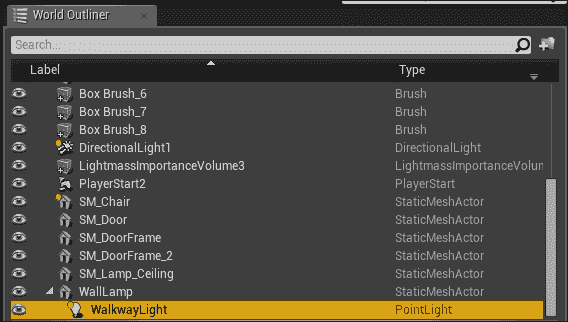 World Outliner
Search...
Label Type
Box Brush_6 Brush
Box Brush_7 Brush
Box Brush_8 Brush
DirectionalLight1 DirectionalLight
LightmassImportanceVolume3 LightmassImportanceVolun
PlayerStart2 PlayerStart
SM_Chair StaticMeshActor
SM_Door StaticMeshActor
SM_DoorFrame StaticMeshActor
SM_DoorFrame_2 StaticMeshActor
SM_Lamp_Ceiling StaticMeshActor
WallLamp StaticMeshActor
WalkwayLight PointLight